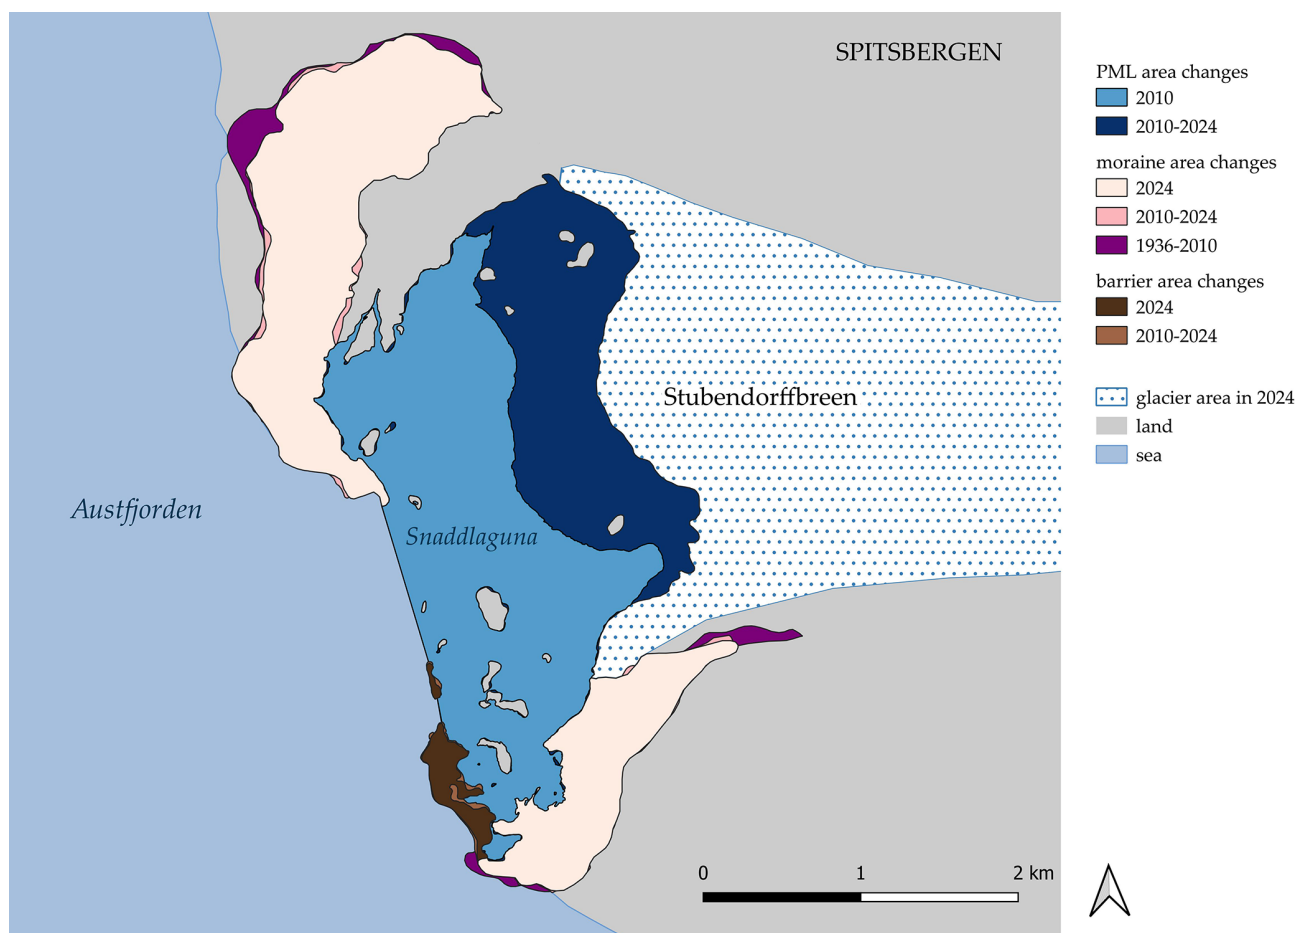 SPITSBERGEN
Stubendorffbreen
Austfjorden
Snaddlaguna
0 1 2 km
PML area changes
2010
2010-2024
moraine area changes
2024
2010-2024
1936-2010
barrier area changes
2024
2010-2024
glacier area in 2024
land
sea